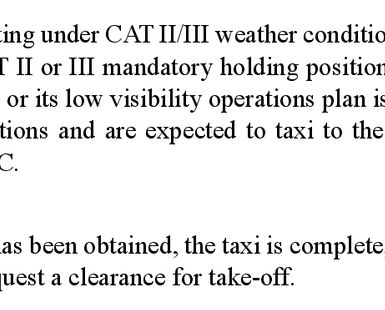 ting under CAT II/III weather conditio
T II or III mandatory holding position
or its low visibility operations plan is
tions and are expected to taxi to the
C.
has been obtained, the taxi is complete,
quest a clearance for take-off.